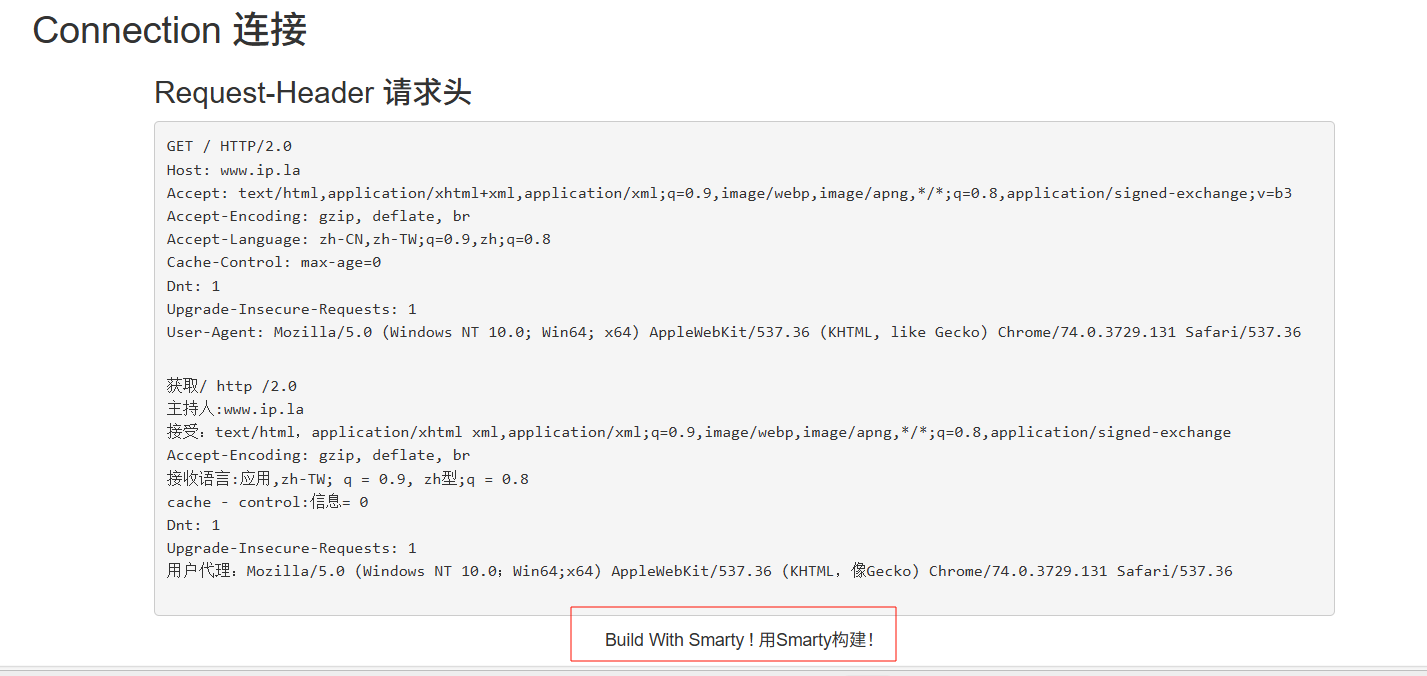 Connection 连接
Request-Header 请求头
GET / HTTP/2.0
Host: www.ip.la
Accept: text/html,application/xhtml+xml,application/xml;q=0.9,image/webp,image/apng,*/*;q=0.8,application/signed-exchange;v=b3
Accept-Encoding: gzip, deflate, br
Accept-Language: zh-CN,zh-TW;q=0.9,zh;q=0.8
Cache-Control: max-age=0
Dnt: 1
Upgrade-Insecure-Requests: 1
User-Agent: Mozilla/5.0 (Windows NT 10.0; Win64; x64) AppleWebKit/537.36 (KHTML, like Gecko) Chrome/74.0.3729.131 Safari/537.36
获取/ http /2.0
主持人:www.ip.la
接受：text/html，application/xhtml xml,application/xml;q=0.9,image/webp,image/apng,*/*;q=0.8,application/signed-exchange
Accept-Encoding: gzip, deflate, br
接收语言:应用,zh-TW; q = 0.9, zh型;q = 0.8
cache - control:信息= 0
Dnt: 1
Upgrade-Insecure-Requests: 1
用户代理：Mozilla/5.0 (Windows NT 10.0；Win64;x64) AppleWebKit/537.36 (KHTML，像Gecko) Chrome/74.0.3729.131 Safari/537.36
Build With Smarty ! 用Smarty构建！